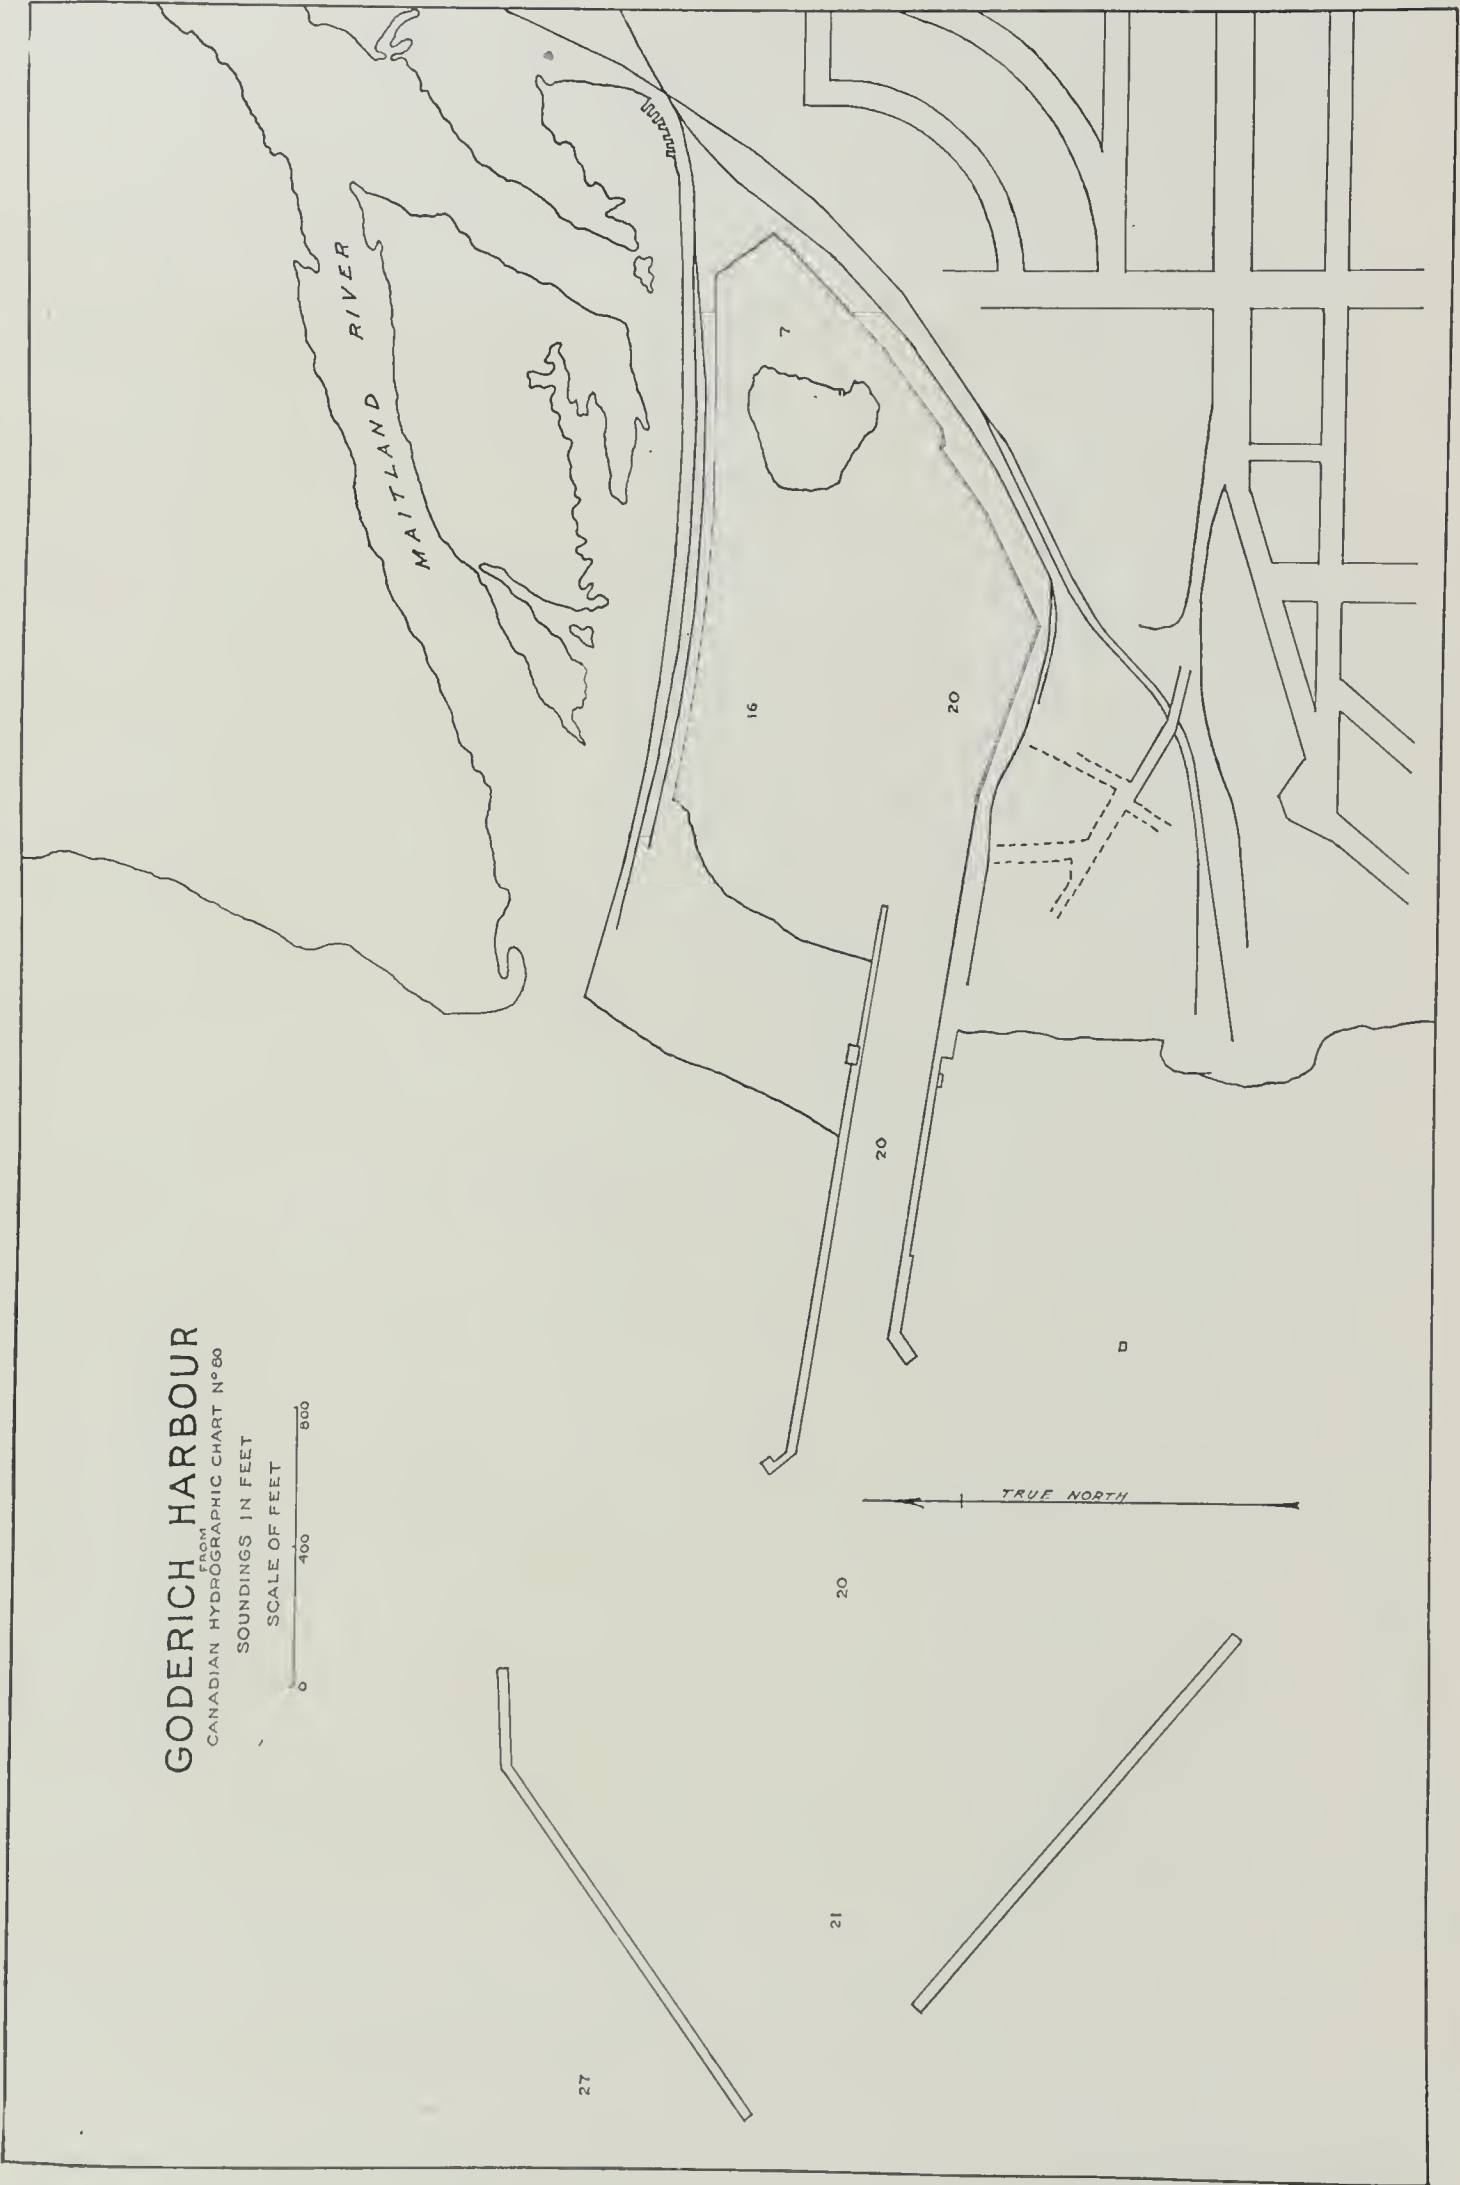 GODERICH HARBOUR
FROM
CANADIAN HYDROGRAPHIC CHART Nº 80
SOUNDINGS IN FEET
SCALE OF FEET
0 400 800
MAITLAND RIVER
7
16
20
20
TRUE NORTH
20
21
27